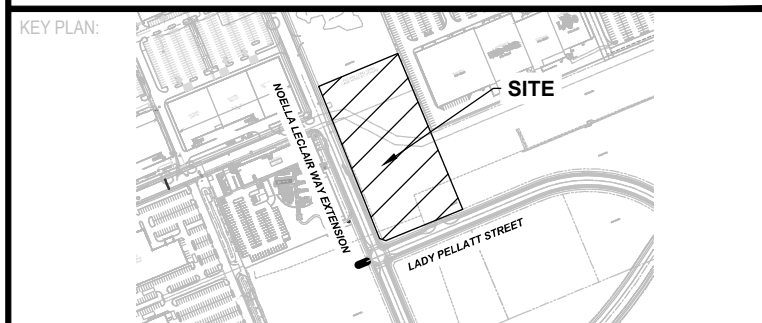 KEY PLAN:
SITE
NOELLA LECLAIR WAY EXTENSION
LADY PELLATT STREET